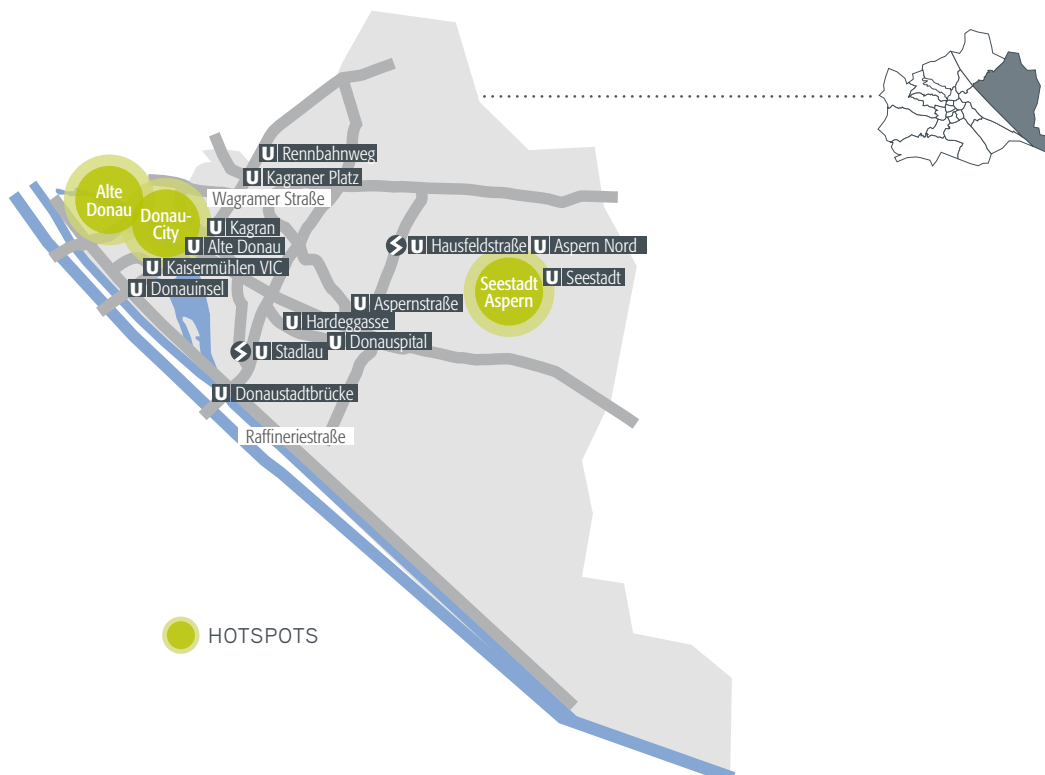 U Rennbahnweg
U Kagraner Platz
Alte
Donau
Wagramer Straße
Donau-
City
U Kagran
U Alte Donau
S U Hausfeldstraße U Aspern Nord
U Kaisermühlen VIC
U Seestadt
U Donauinsel
Seestadt
Aspern
U Aspernstraße
U Hardeggasse
U Donauspital
S U Stadlau
U Donaustadtbrücke
Raffineriestraße
HOTSPOTS